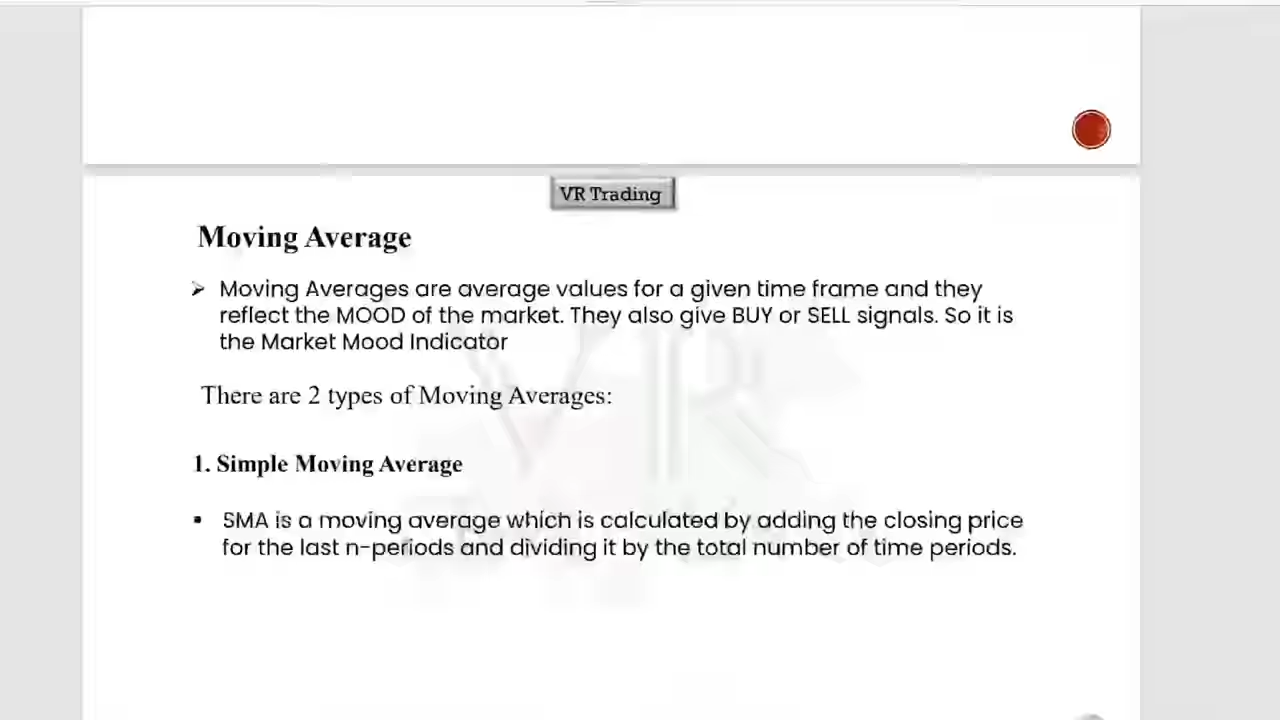 VR Trading
Moving Average
➢ Moving Averages are average values for a given time frame and they
reflect the MOOD of the market. They also give BUY or SELL signals. So it is
the Market Mood Indicator
There are 2 types of Moving Averages:
1. Simple Moving Average
▪ SMA is a moving average which is calculated by adding the closing price
for the last n-periods and dividing it by the total number of time periods.